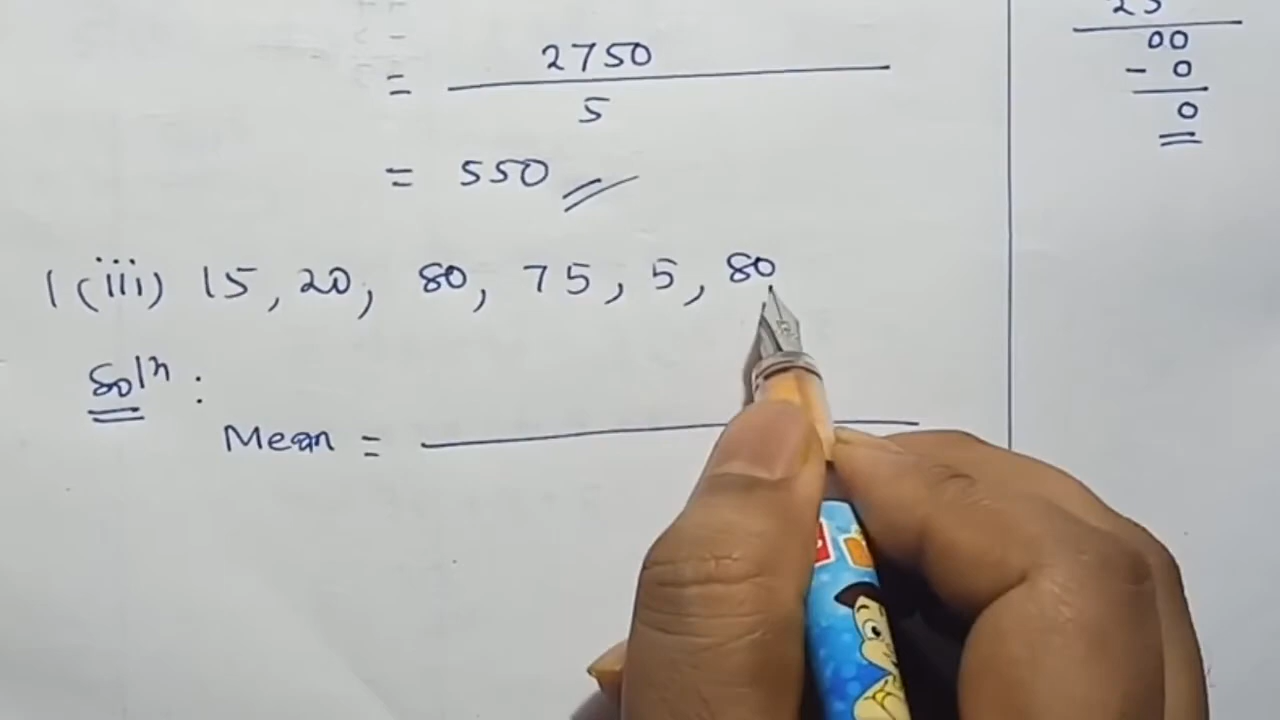 = 2750
5
= 550
1 (iii) 15, 20, 80, 75, 5, 80
Soln :
Mean =
00
- 0
0